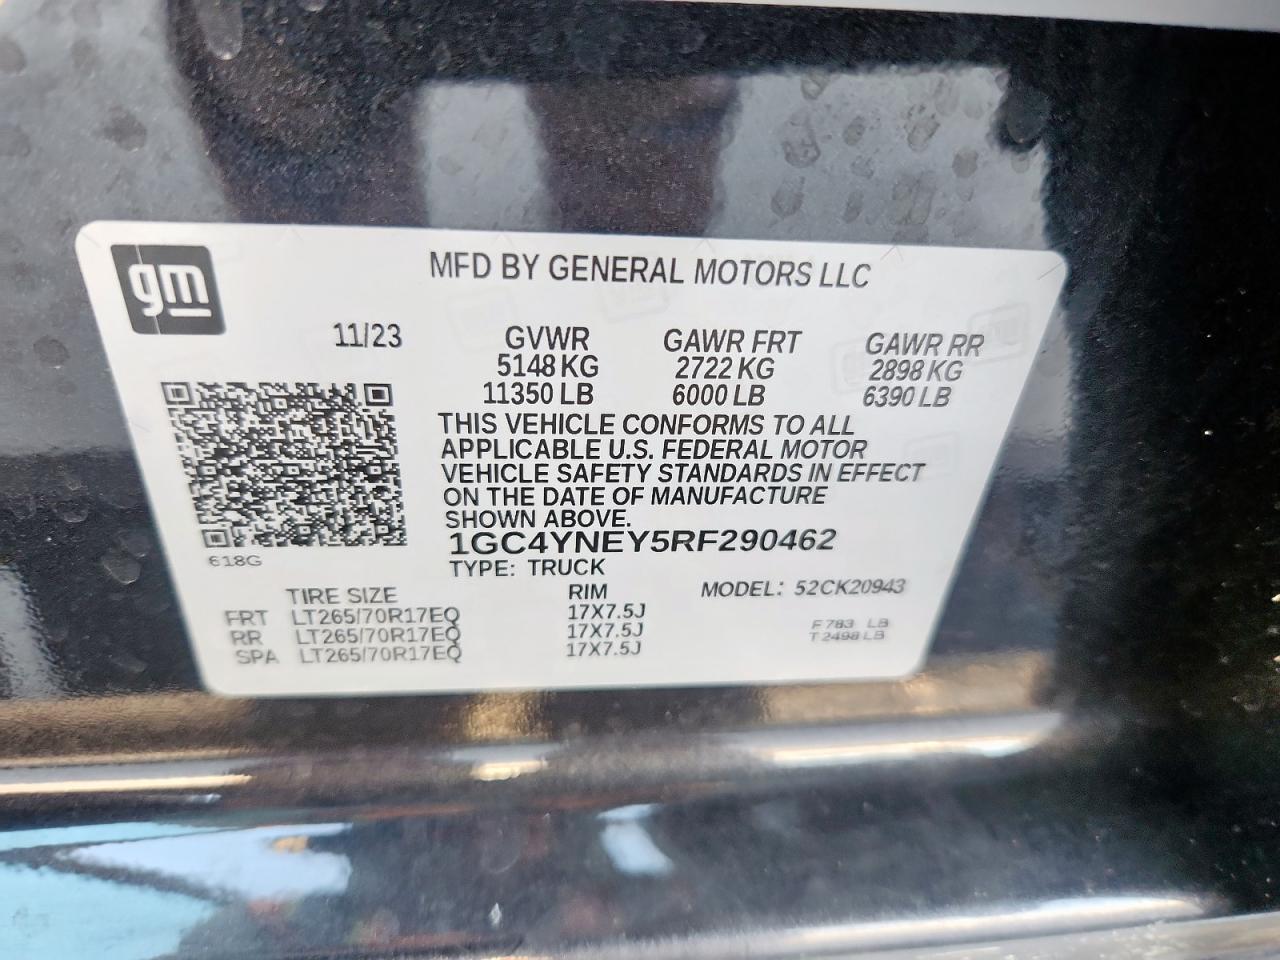 gm
MFD BY GENERAL MOTORS LLC
11/23 GVWR GAWR FRT GAWR RR
5148 KG 2722 KG 2898 KG
11350 LB 6000 LB 6390 LB
THIS VEHICLE CONFORMS TO ALL
APPLICABLE U.S. FEDERAL MOTOR
VEHICLE SAFETY STANDARDS IN EFFECT
ON THE DATE OF MANUFACTURE
SHOWN ABOVE.
1GC4YNEY5RF290462
618G
TYPE: TRUCK
TIRE SIZE RIM MODEL: 52CK20943
FRT LT265/70R17EQ 17X7.5J
RR LT265/70R17EQ 17X7.5J
SPA LT265/70R17EQ 17X7.5J
F 783 LB
T 2498 LB